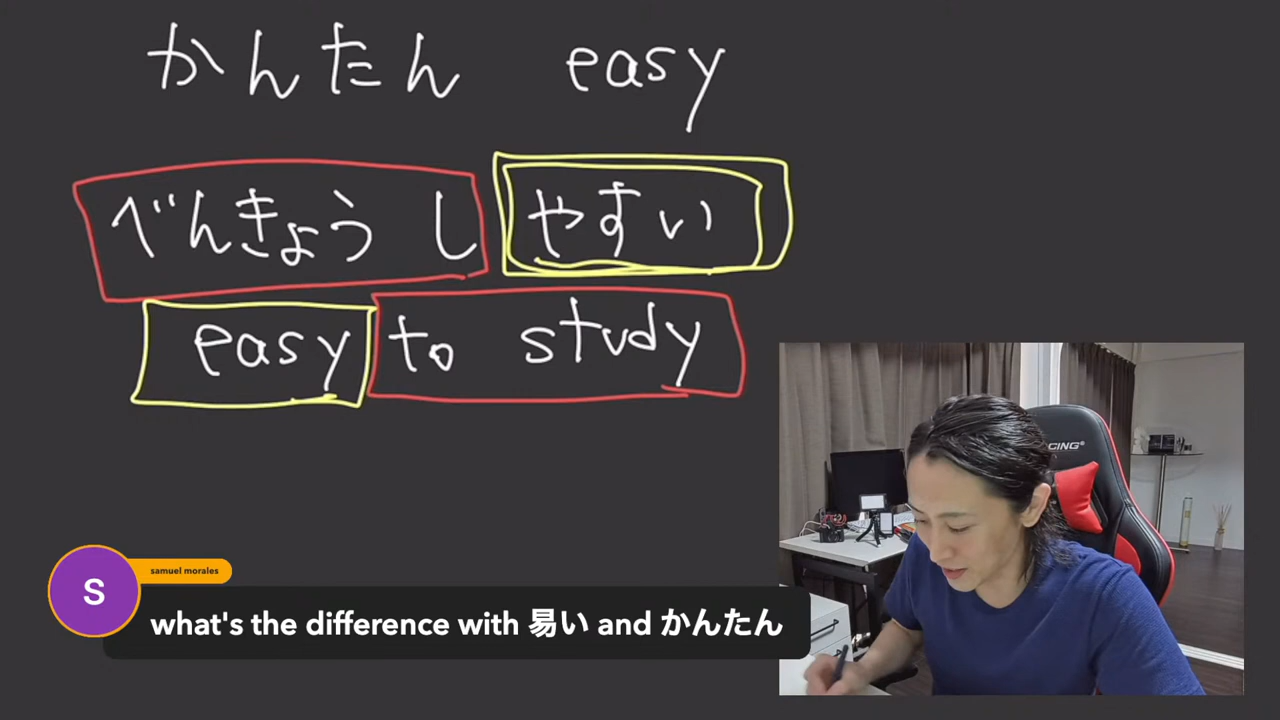 かんたん easy
べんきょう し やすい
easy to study
CING®
samuel morales
S
what's the difference with 易い and かんたん